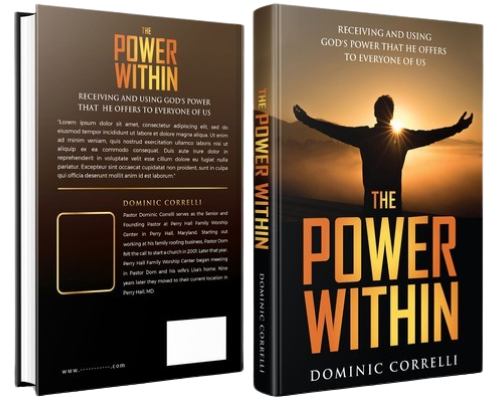 THE
POWER
WITHIN
RECEIVING AND USING GOD'S POWER
THAT HE OFFERS TO EVERYONE OF US
"Lorem ipsum dolor sit amet, consectetur adipiscing elit, sed do
eiusmod tempor incididunt ut labore et dolore magna aliqua. Ut enim
ad minim veniam, quis nostrud exercitation ullamco laboris nisi ut
aliquip ex ea commodo consequat. Duis aute irure dolor in
reprehenderit in voluptate velit esse cillum dolore eu fugiat nulla
pariatur. Excepteur sint occaecat cupidatat non proident, sunt in culpa
qui officia deserunt mollit anim id est laborum."
DOMINIC CORRELLI
Pastor Dominic Correlli serves as the Senior and
Founding Pastor at Perry Hall Family Worship
Center in Perry Hall, Maryland. Starting out
working at his family roofing business, Pastor Dom
felt the call to start a church in 2001. Later that year,
Perry Hall Family Worship Center began meeting
in Pastor Dom and his wife's Lisa's home. Nine
years later they moved to their current location in
Perry Hall, MD.
www.-----------.com
THE POWER WITHIN
DOMINIC CORRELLI
RECEIVING AND USING
GOD'S POWER THAT HE OFFERS
TO EVERYONE OF US
THE
POWER
WITHIN
DOMINIC CORRELLI